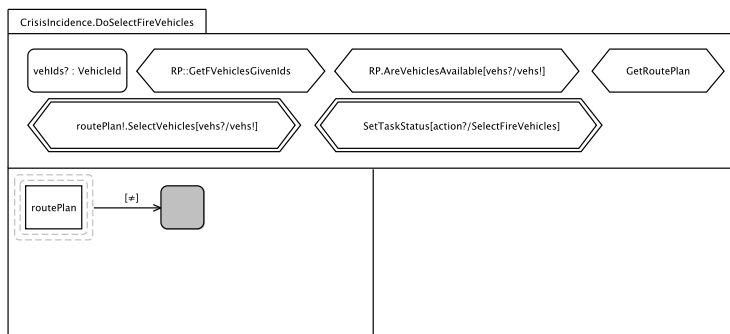 CrisisIncidence.DoSelectFireVehicles
vehIds? : VehicleId
RP::GetFVehiclesGivenIds
RP.AreVehiclesAvailable[vehs?/vehs!]
GetRoutePlan
routePlan!.SelectVehicles[vehs?/vehs!]
SetTaskStatus[action?/SelectFireVehicles]
routePlan
[≠]